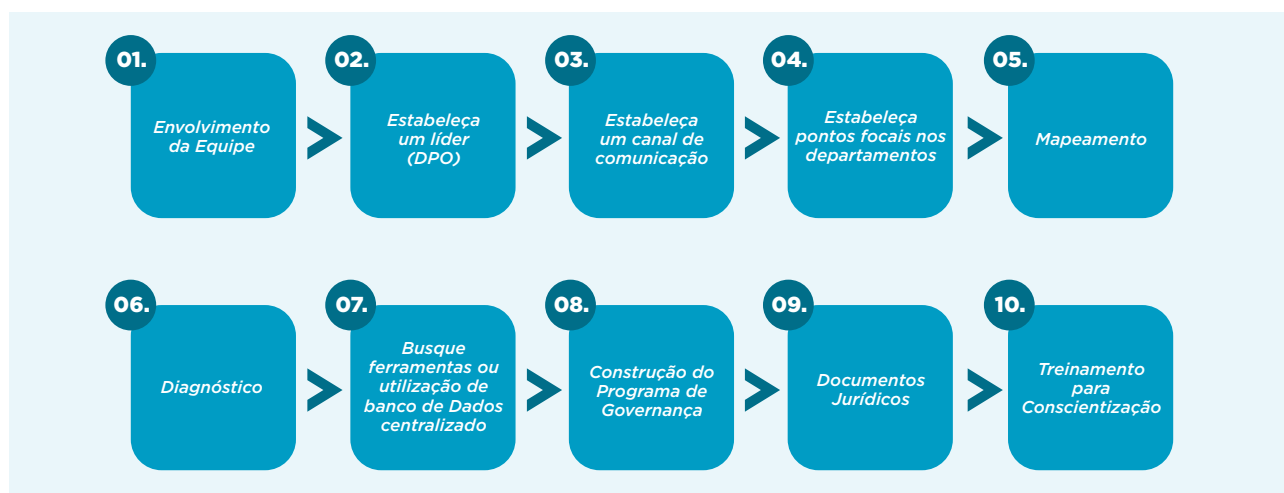 01.
Envolvimento
da Equipe
02.
Estabeleça
um líder
(DPO)
03.
Estabeleça
um canal de
comunicação
04.
Estabeleça
pontos focais nos
departamentos
05.
Mapeamento
06.
Diagnóstico
07.
Busque
ferramentas ou
utilização de
banco de Dados
centralizado
08.
Construção do
Programa de
Governança
09.
Documentos
Jurídicos
10.
Treinamento
para
Conscientização